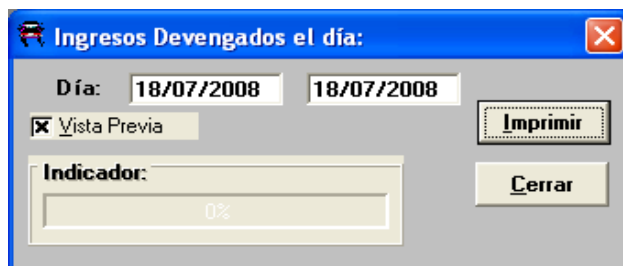 Ingresos Devengados el día:
Día: 18/07/2008 18/07/2008
Vista Previa
Imprimir
Indicador:
Cerrar
0%